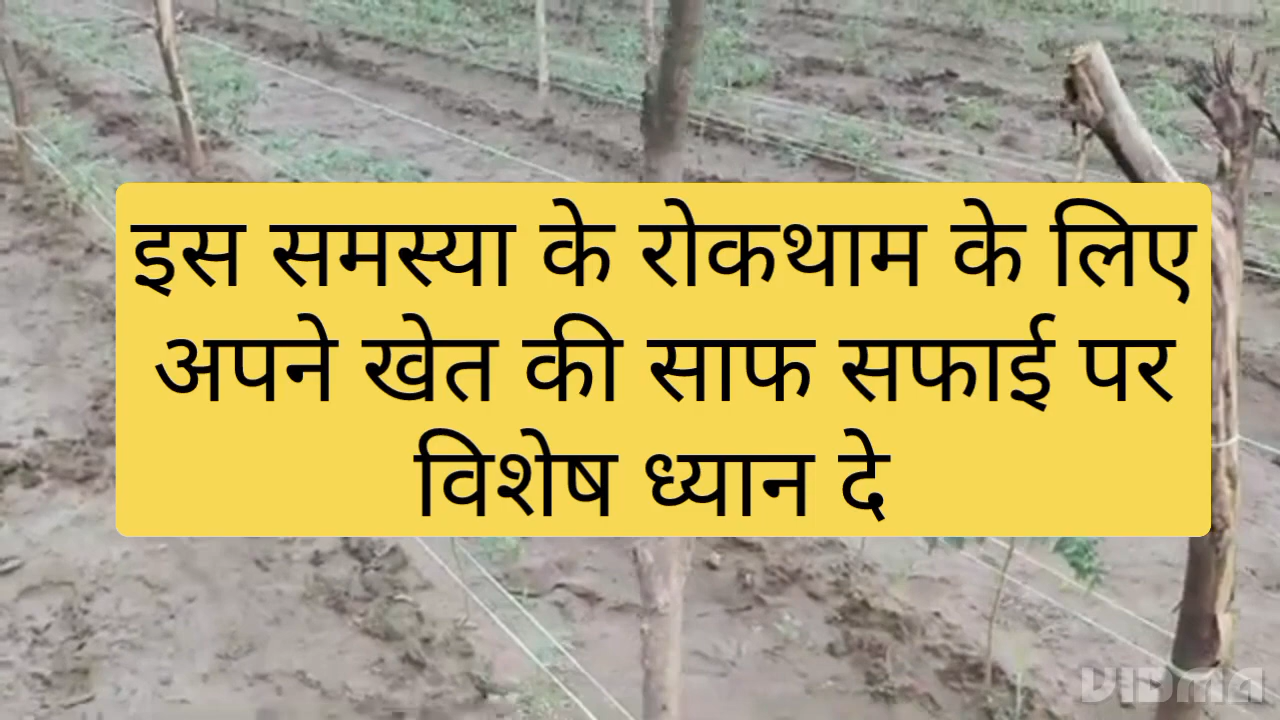 इस समस्या के रोकथाम के लिए
अपने खेत की साफ सफाई पर
विशेष ध्यान दे
VIDMA